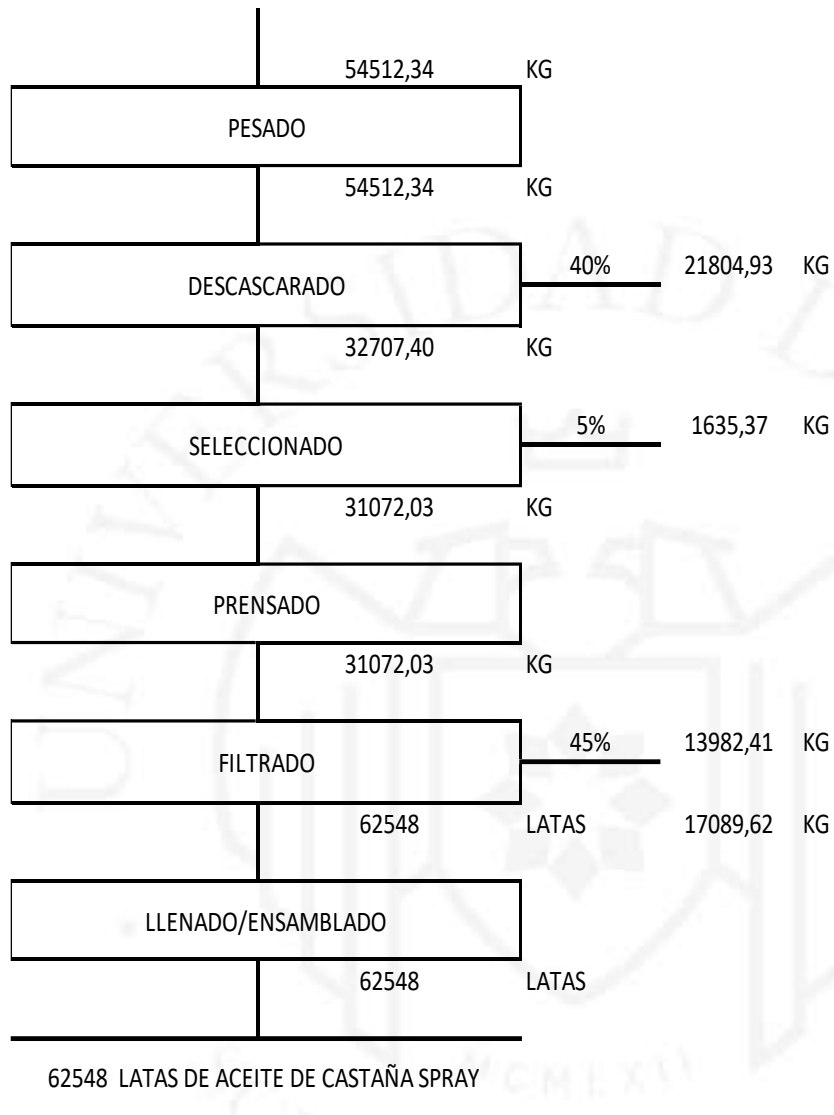 54512,34 KG
PESADO
54512,34 KG
DESCASCARADO 40% 21804,93 KG
32707,40 KG
SELECCIONADO 5% 1635,37 KG
31072,03 KG
PRENSADO
31072,03 KG
FILTRADO 45% 13982,41 KG
62548 LATAS 17089,62 KG
LLENADO/ENSAMBLADO
62548 LATAS
62548 LATAS DE ACEITE DE CASTAÑA SPRAY
UNIVERSIDAD
MCMLXII